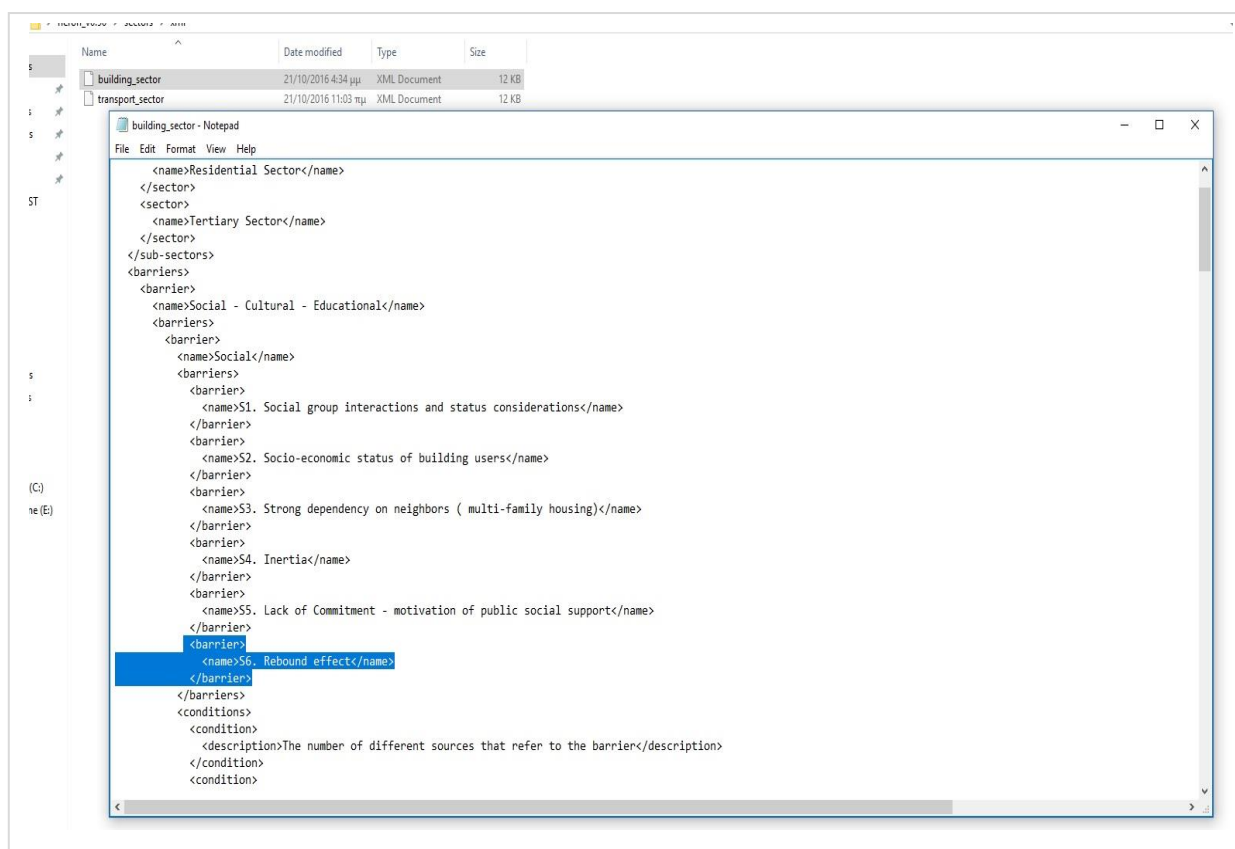 > sectors > xml
Name Date modified Type Size
building_sector 21/10/2016 4:34 μμ XML Document 12 KB
transport_sector 21/10/2016 11:03 πμ XML Document 12 KB
building_sector - Notepad
File Edit Format View Help
<name>Residential Sector</name>
</sector>
<sector>
<name>Tertiary Sector</name>
</sector>
</sub-sectors>
<barriers>
<barrier>
<name>Social - Cultural - Educational</name>
<barriers>
<barrier>
<name>Social</name>
<barriers>
<barrier>
<name>S1. Social group interactions and status considerations</name>
</barrier>
<barrier>
<name>S2. Socio-economic status of building users</name>
</barrier>
<barrier>
<name>S3. Strong dependency on neighbors ( multi-family housing)</name>
</barrier>
<barrier>
<name>S4. Inertia</name>
</barrier>
<barrier>
<name>S5. Lack of Commitment - motivation of public social support</name>
</barrier>
<barrier>
<name>S6. Rebound effect</name>
</barrier>
</barriers>
<conditions>
<condition>
<description>The number of different sources that refer to the barrier</description>
</condition>
<condition>
s
s
s
ST
s
s
(C:)
ne (E:)